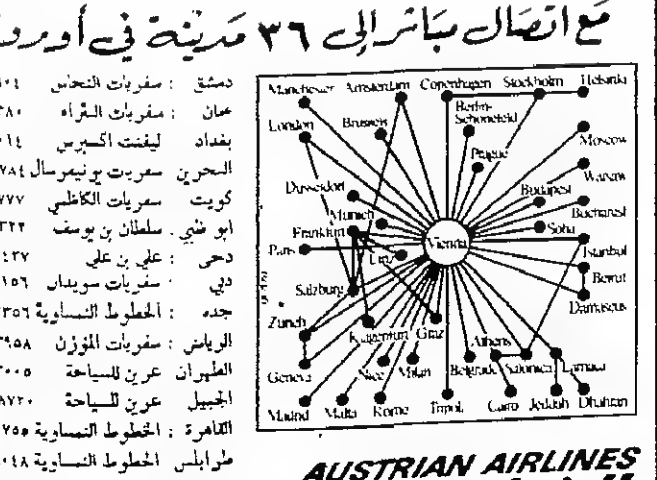 مع اتصال مباشر إلى ٣٦ مدينة في
دمشق : سفريات النحاس
عمان : سفريات الثراء
بغداد ليفنت اكسبرس
البحرين سفريات يونيفرسال
كويت سفريات الكاظمي
ابو ظبي . سلطان بن يوسف
دحى : علي بن علي
دبي سفريات سويدان
جده : الخطوط النمساوية
الرياض : سفريات المؤزن
الظهران عرين للسياحة
الجبيل عرين للسياحة
القاهرة : الخطوط النمساوية
طرابلس الخطوط النمساوية
Manchester Amsterdam Copenhagen Stockholm Helsinki
London Brussels Berlin-
Schonefeld Moscow
Prague Warsaw
Dusseldorf Budapest
Munich Bucharest
Frankfurt Vienna Sofia
Paris Linz Istanbul
Beirut
Salzburg Damascus
Zurich Klagenfurt Graz Athens
Geneva Nice Milan Belgrade Salonica Larnaca
Madrid Malta Rome Tripoli Cairo Jeddah Dhahran
AUSTRIAN AIRLINES